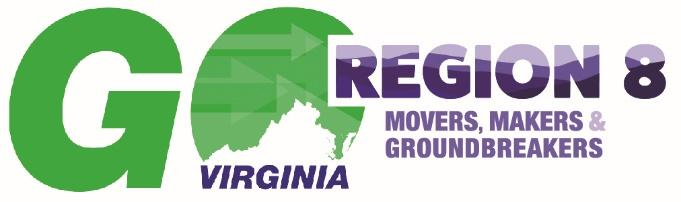 GO
VIRGINIA
REGION 8
MOVERS, MAKERS &
GROUNDBREAKERS